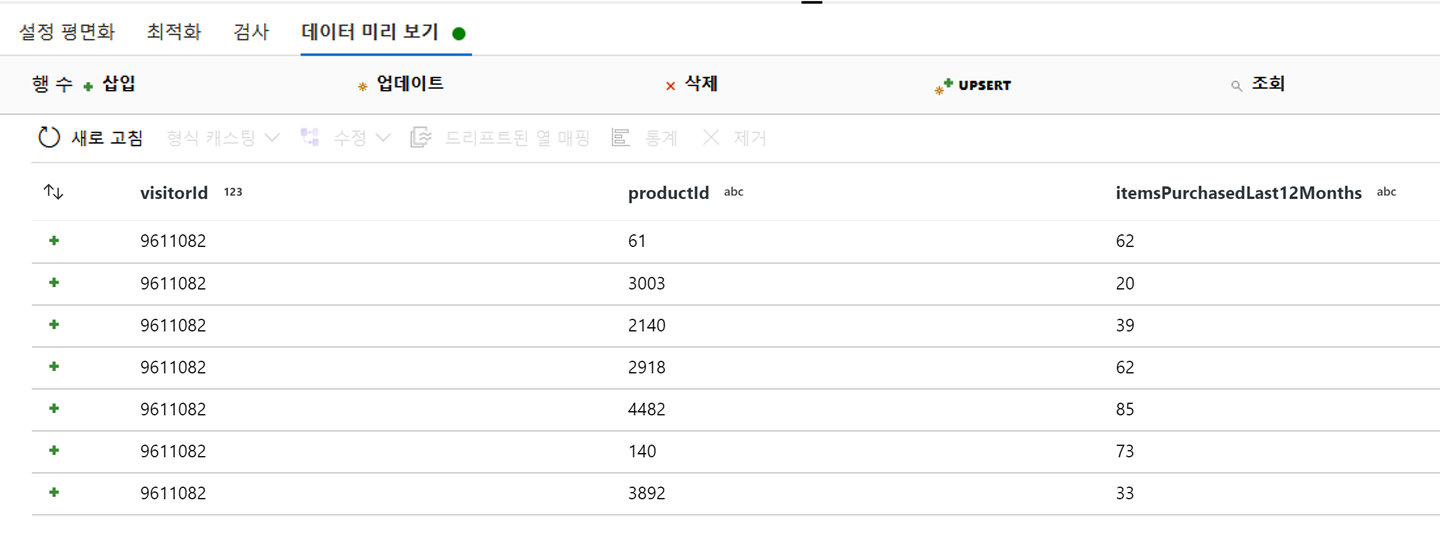 설정 평면화 최적화 검사 데이터 미리 보기
행 수 삽입 업데이트 삭제 UPSERT 조회
새로 고침 형식 캐스팅 수정 드리프트된 열 매핑 통계 제거
visitorId 123 productId abc itemsPurchasedLast12Months abc
9611082 61 62
9611082 3003 20
9611082 2140 39
9611082 2918 62
9611082 4482 85
9611082 140 73
9611082 3892 33